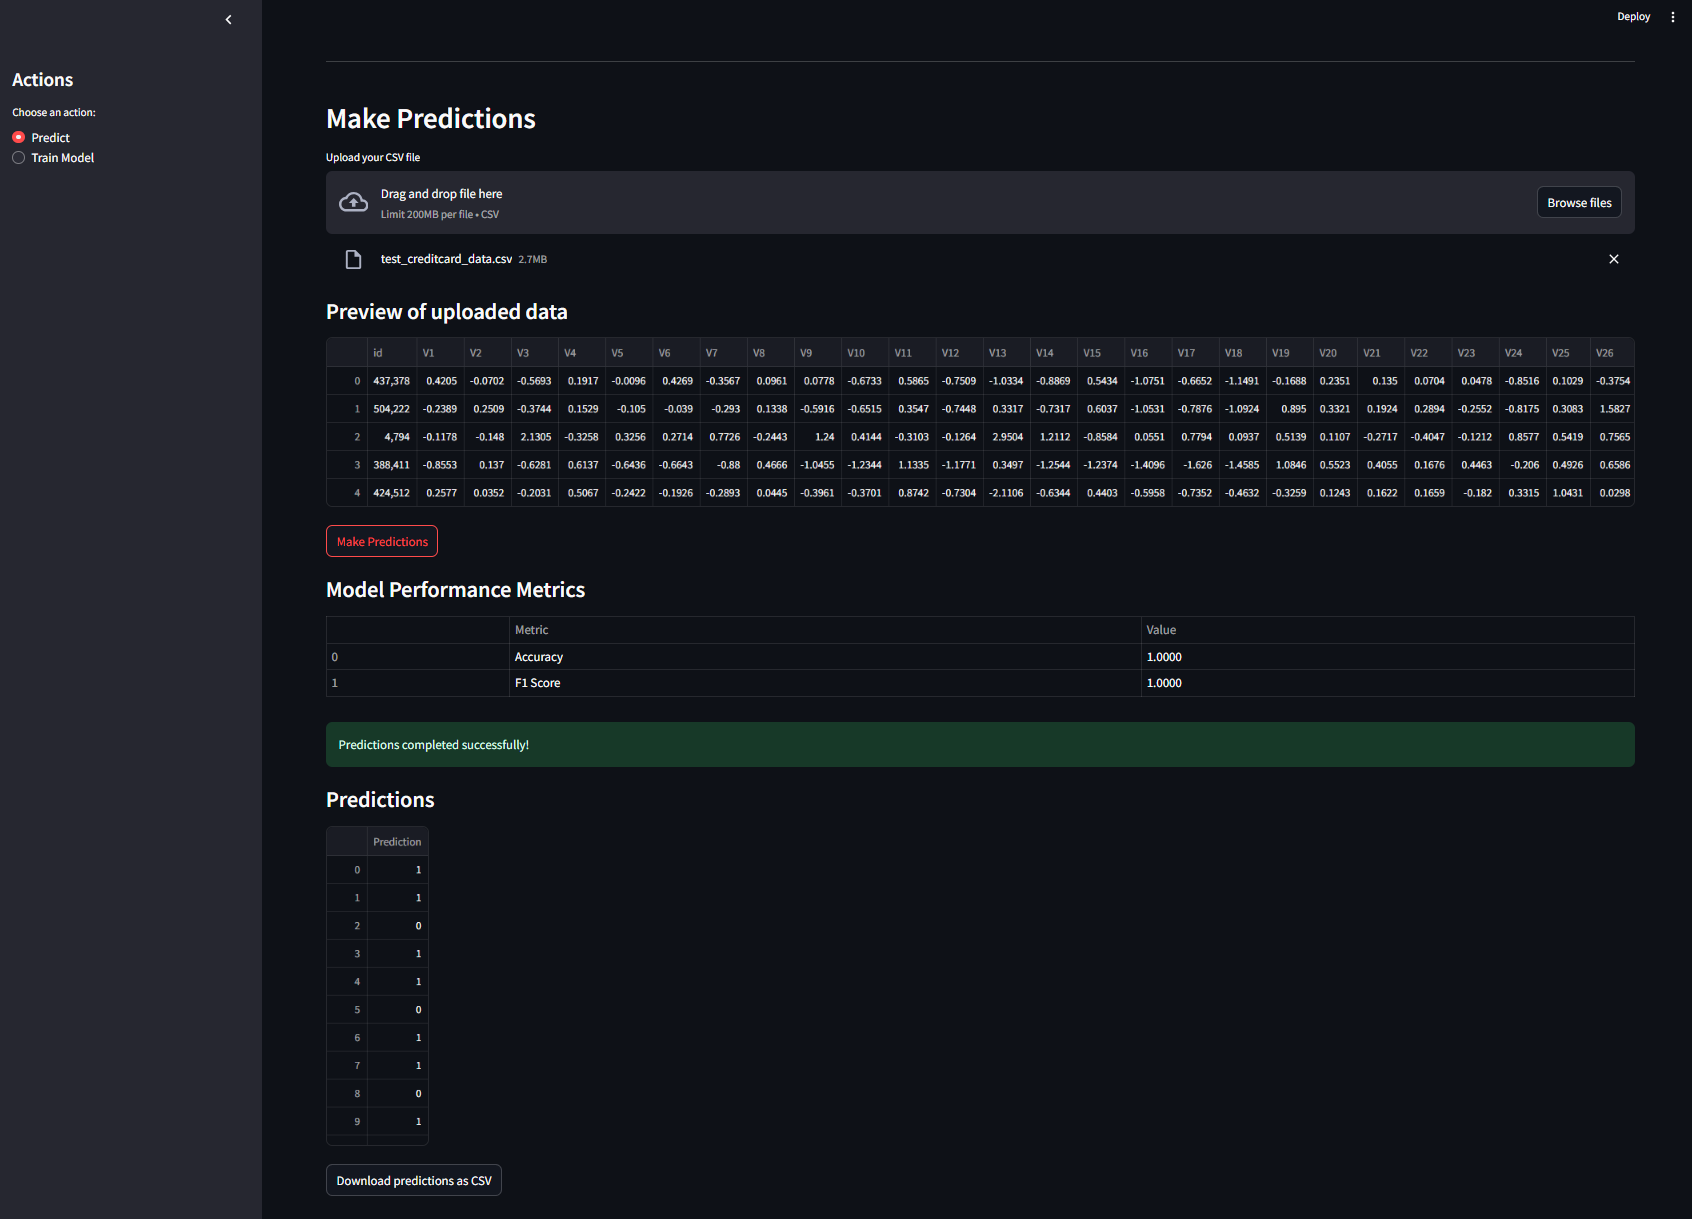 Deploy
Actions
Choose an action:
Predict
Train Model
Make Predictions
Upload your CSV file
Drag and drop file here
Limit 200MB per file • CSV
Browse files
test_creditcard_data.csv 2.7MB
Preview of uploaded data
id V1 V2 V3 V4 V5 V6 V7 V8 V9 V10 V11 V12 V13 V14 V15 V16 V17 V18 V19 V20 V21 V22 V23 V24 V25 V26
0 437,378 0.4205 -0.0702 -0.5693 0.1917 -0.0096 0.4269 -0.3567 0.0961 0.0778 -0.6733 0.5865 -0.7509 -1.0334 -0.8869 0.5434 -1.0751 -0.6652 -1.1491 -0.1688 0.2351 0.135 0.0704 0.0478 -0.8516 0.1029 -0.3754
1 504,222 -0.2389 0.2509 -0.3744 0.1529 -0.105 -0.039 -0.293 0.1338 -0.5916 -0.6515 0.3547 -0.7448 0.3317 -0.7317 0.6037 -1.0531 -0.7876 -1.0924 0.895 0.3321 0.1924 0.2894 -0.2552 -0.8175 0.3083 1.5827
2 4,794 -0.1178 -0.148 2.1305 -0.3258 0.3256 0.2714 0.7726 -0.2443 1.24 0.4144 -0.3103 -0.1264 2.9504 1.2112 -0.8584 0.0551 0.7794 0.0937 0.5139 0.1107 -0.2717 -0.4047 -0.1212 0.8577 0.5419 0.7565
3 388,411 -0.8553 0.137 -0.6281 0.6137 -0.6436 -0.6643 -0.88 0.4666 -1.0455 -1.2344 1.1335 -1.1771 0.3497 -1.2544 -1.2374 -1.4096 -1.626 -1.4585 1.0846 0.5523 0.4055 0.1676 0.4463 -0.206 0.4926 0.6586
4 424,512 0.2577 0.0352 -0.2031 0.5067 -0.2422 -0.1926 -0.2893 0.0445 -0.3961 -0.3701 0.8742 -0.7304 -2.1106 -0.6344 0.4403 -0.5958 -0.7352 -0.4632 -0.3259 0.1243 0.1622 0.1659 -0.182 0.3315 1.0431 0.0298
Make Predictions
Model Performance Metrics
Metric Value
0 Accuracy 1.0000
1 F1 Score 1.0000
Predictions completed successfully!
Predictions
Prediction
0 1
1 1
2 0
3 1
4 1
5 0
6 1
7 1
8 0
9 1
Download predictions as CSV